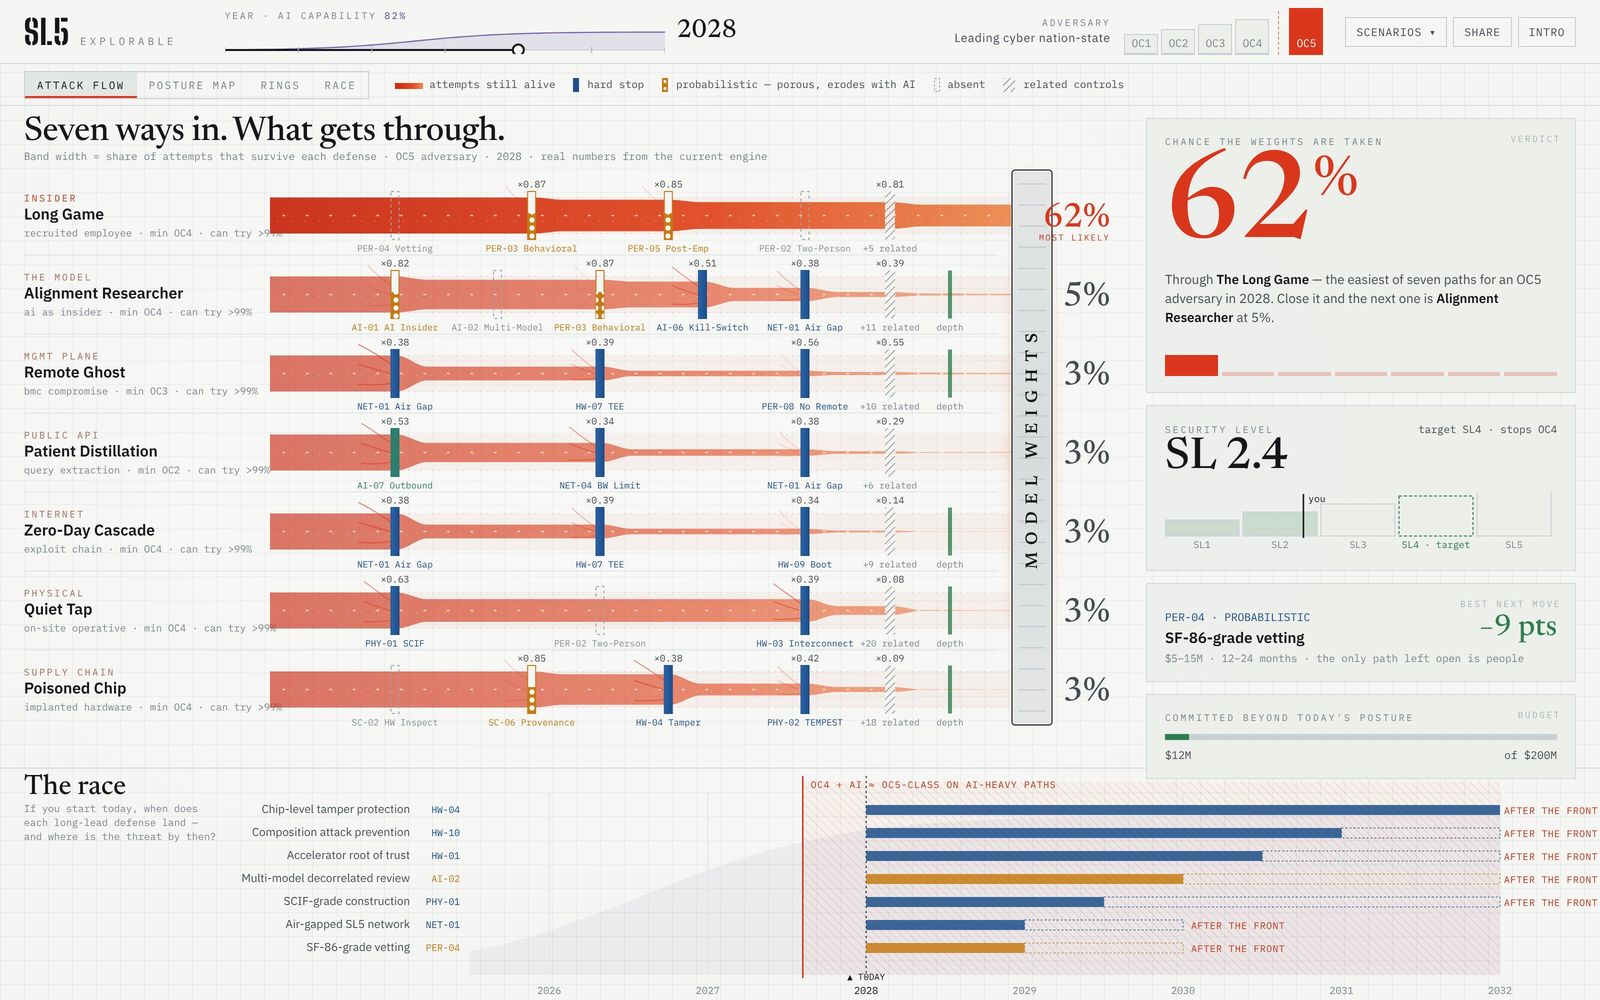 SL5 EXPLORABLE
YEAR · AI CAPABILITY 82%
2028
ADVERSARY
Leading cyber nation-state
OC1
OC2
OC3
OC4
OC5
SCENARIOS ▾
SHARE
INTRO
ATTACK FLOW
POSTURE MAP
RINGS
RACE
attempts still alive
hard stop
probabilistic — porous, erodes with AI
absent
related controls
Seven ways in. What gets through.
Band width = share of attempts that survive each defense · OC5 adversary · 2028 · real numbers from the current engine
INSIDER
Long Game
recruited employee · min OC4 · can try >99%
×0.87
×0.85
×0.81
PER-04 Vetting
PER-03 Behavioral
PER-05 Post-Emp
PER-02 Two-Person
+5 related
62%
MOST LIKELY
THE MODEL
Alignment Researcher
ai as insider · min OC4 · can try >99%
×0.82
×0.87
×0.51
×0.38
×0.39
AI-01 AI Insider
AI-02 Multi-Model
PER-03 Behavioral
AI-06 Kill-Switch
NET-01 Air Gap
+11 related
depth
5%
MGMT PLANE
Remote Ghost
bmc compromise · min OC3 · can try >99%
×0.38
×0.39
×0.56
×0.55
NET-01 Air Gap
HW-07 TEE
PER-08 No Remote
+10 related
depth
3%
PUBLIC API
Patient Distillation
query extraction · min OC2 · can try >99%
×0.53
×0.34
×0.38
×0.29
AI-07 Outbound
NET-04 BW Limit
NET-01 Air Gap
+6 related
3%
INTERNET
Zero-Day Cascade
exploit chain · min OC4 · can try >99%
×0.38
×0.39
×0.34
×0.14
NET-01 Air Gap
HW-07 TEE
HW-09 Boot
+9 related
depth
3%
PHYSICAL
Quiet Tap
on-site operative · min OC4 · can try >99%
×0.63
×0.39
×0.08
PHY-01 SCIF
PER-02 Two-Person
HW-03 Interconnect
+20 related
depth
3%
SUPPLY CHAIN
Poisoned Chip
implanted hardware · min OC4 · can try >99%
×0.85
×0.38
×0.42
×0.09
SC-02 HW Inspect
SC-06 Provenance
HW-04 Tamper
PHY-02 TEMPEST
+18 related
depth
3%
MODEL WEIGHTS
CHANCE THE WEIGHTS ARE TAKEN
VERDICT
62%
Through The Long Game — the easiest of seven paths for an OC5
adversary in 2028. Close it and the next one is Alignment
Researcher at 5%.
SECURITY LEVEL
target SL4 · stops OC4
SL 2.4
you
SL1
SL2
SL3
SL4 · target
SL5
BEST NEXT MOVE
PER-04 · PROBABILISTIC
−9 pts
SF-86-grade vetting
$5–15M · 12–24 months · the only path left open is people
COMMITTED BEYOND TODAY'S POSTURE
BUDGET
$12M
of $200M
The race
If you start today, when does
each long-lead defense land —
and where is the threat by then?
OC4 + AI ≈ OC5-CLASS ON AI-HEAVY PATHS
Chip-level tamper protection HW-04 AFTER THE FRONT
Composition attack prevention HW-10 AFTER THE FRONT
Accelerator root of trust HW-01 AFTER THE FRONT
Multi-model decorrelated review AI-02 AFTER THE FRONT
SCIF-grade construction PHY-01 AFTER THE FRONT
Air-gapped SL5 network NET-01 AFTER THE FRONT
SF-86-grade vetting PER-04 AFTER THE FRONT
▲ TODAY
2026
2027
2028
2029
2030
2031
2032